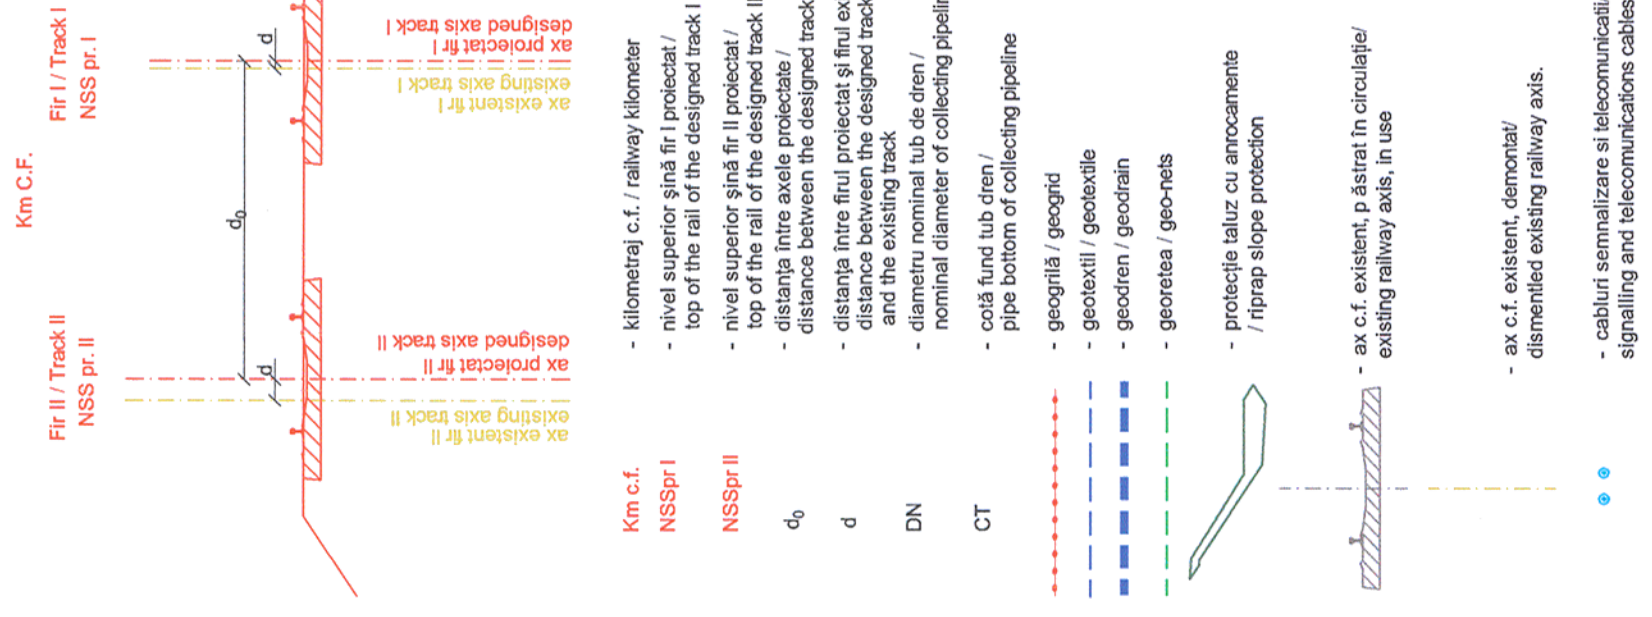 Km C.F.
Fir II / Track II
NSS pr. II
Fir I / Track I
NSS pr. I
d0
d
d
ax existent fir II
existing axis track II
ax proiectat fir II
designed axis track II
ax existent fir I
existing axis track I
ax proiectat fir I
designed axis track I
Km c.f. - kilometraj c.f. / railway kilometer
NSSpr I - nivel superior şină fir I proiectat /
top of the rail of the designed track I
NSSpr II - nivel superior şină fir II proiectat /
top of the rail of the designed track II
d0 - distanţa între axele proiectate /
distance between the designed track
d - distanţa între firul proiectat şi firul ex
distance between the designed track
and the existing track
DN - diametru nominal tub de dren /
nominal diameter of collecting pipelin
CT - cotă fund tub dren /
pipe bottom of collecting pipeline
- geogrilă / geogrid
- geotextil / geotextile
- geodren / geodrain
- georetea / geo-nets
- protecţie taluz cu anrocamente
/ riprap slope protection
- ax c.f. existent, p ăstrat în circulaţie/
existing railway axis, in use
- ax c.f. existent, demontat/
dismentled existing railway axis.
- cabluri semnalizare si telecomunicatii/
signalling and telecommunications cables